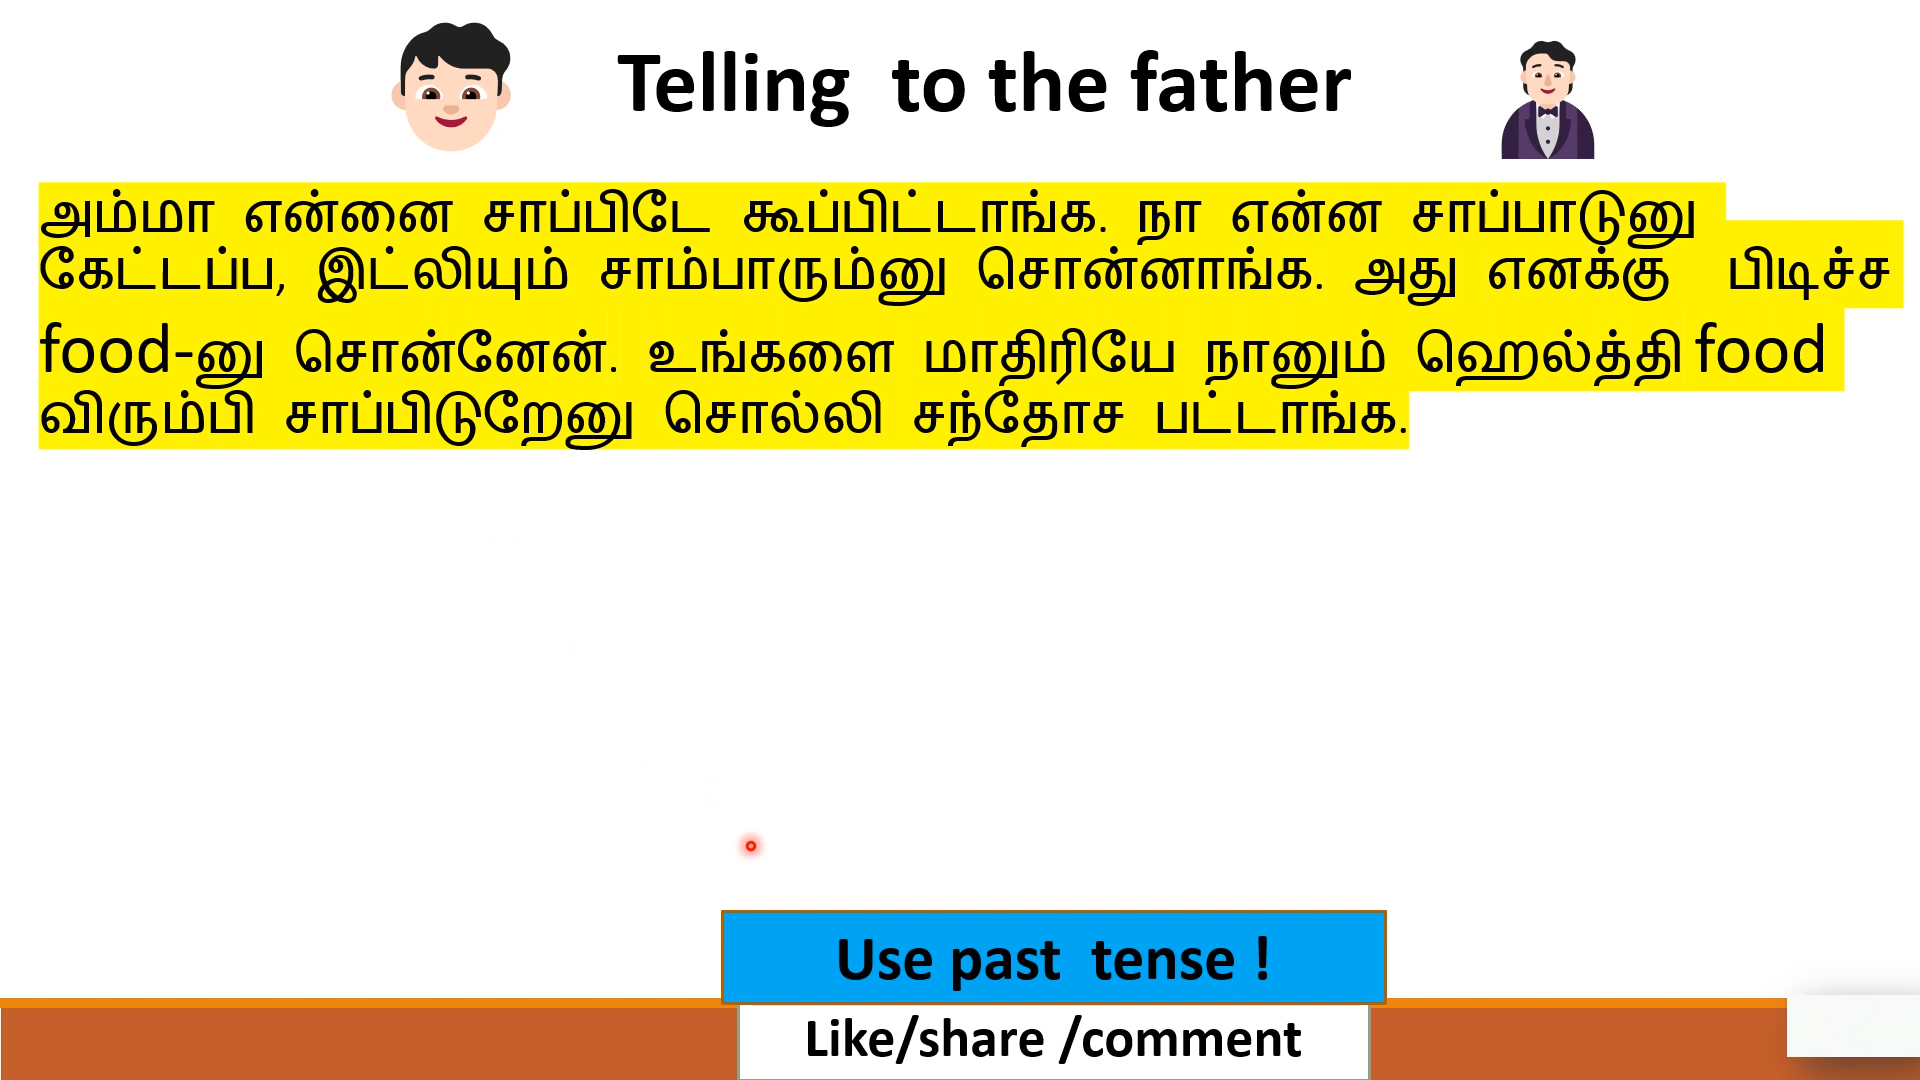 Telling to the father
அம்மா என்னை சாப்பிடே கூப்பிட்டாங்க. நா என்ன சாப்பாடுனு
கேட்டப்ப, இட்லியும் சாம்பாரும்னு சொன்னாங்க. அது எனக்கு பிடிச்ச
food-னு சொன்னேன். உங்களை மாதிரியே நானும் ஹெல்த்தி food
விரும்பி சாப்பிடுறேனு சொல்லி சந்தோச பட்டாங்க.
Use past tense !
Like/share /comment